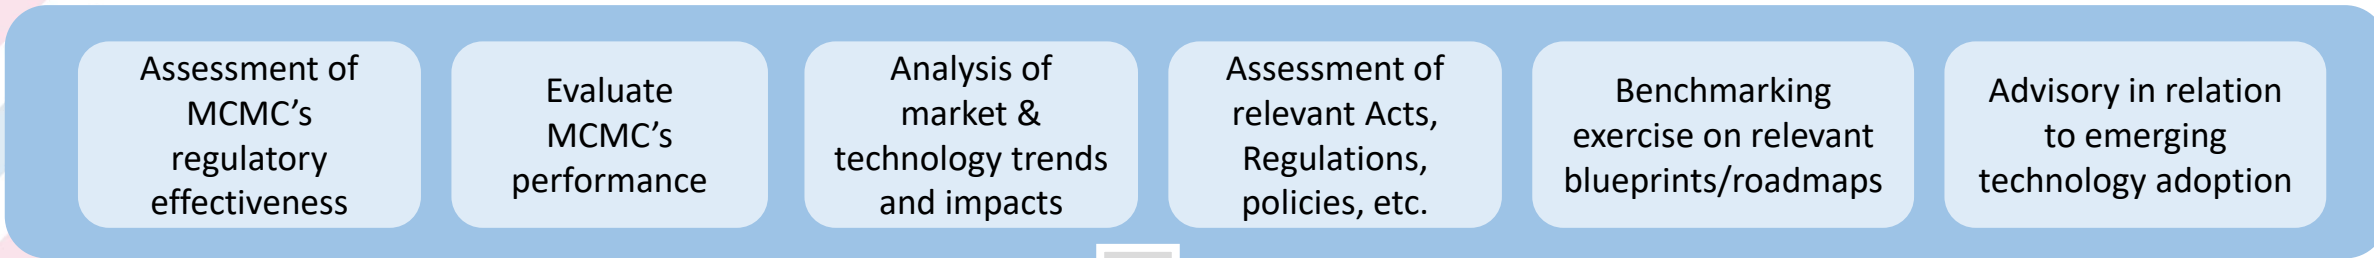 Assessment of
MCMC’s
regulatory
effectiveness
Evaluate
MCMC’s
performance
Analysis of
market &
technology trends
and impacts
Assessment of
relevant Acts,
Regulations,
policies, etc.
Benchmarking
exercise on relevant
blueprints/roadmaps
Advisory in relation
to emerging
technology adoption